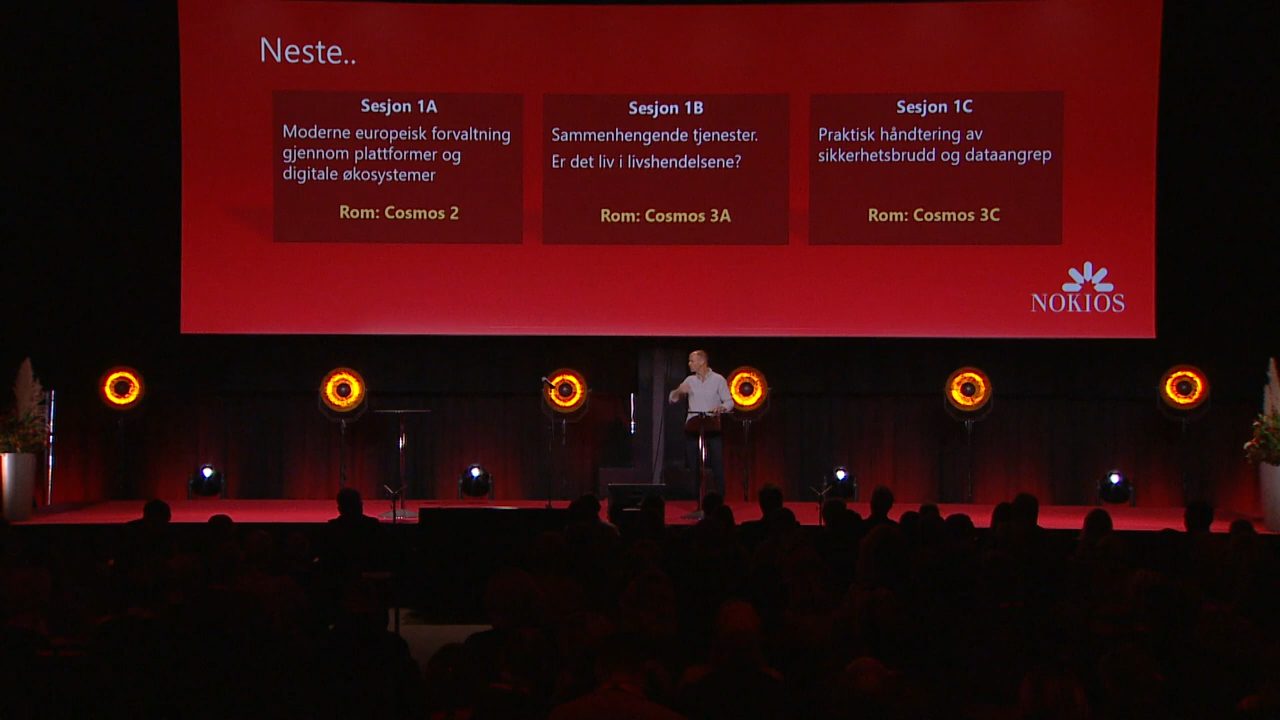 Neste..
Sesjon 1A
Moderne europeisk forvaltning
gjennom plattformer og
digitale økosystemer
Rom: Cosmos 2
Sesjon 1B
Sammenhengende tjenester.
Er det liv i livshendelsene?
Rom: Cosmos 3A
Sesjon 1C
Praktisk håndtering av
sikkerhetsbrudd og dataangrep
Rom: Cosmos 3C
NOKIOS